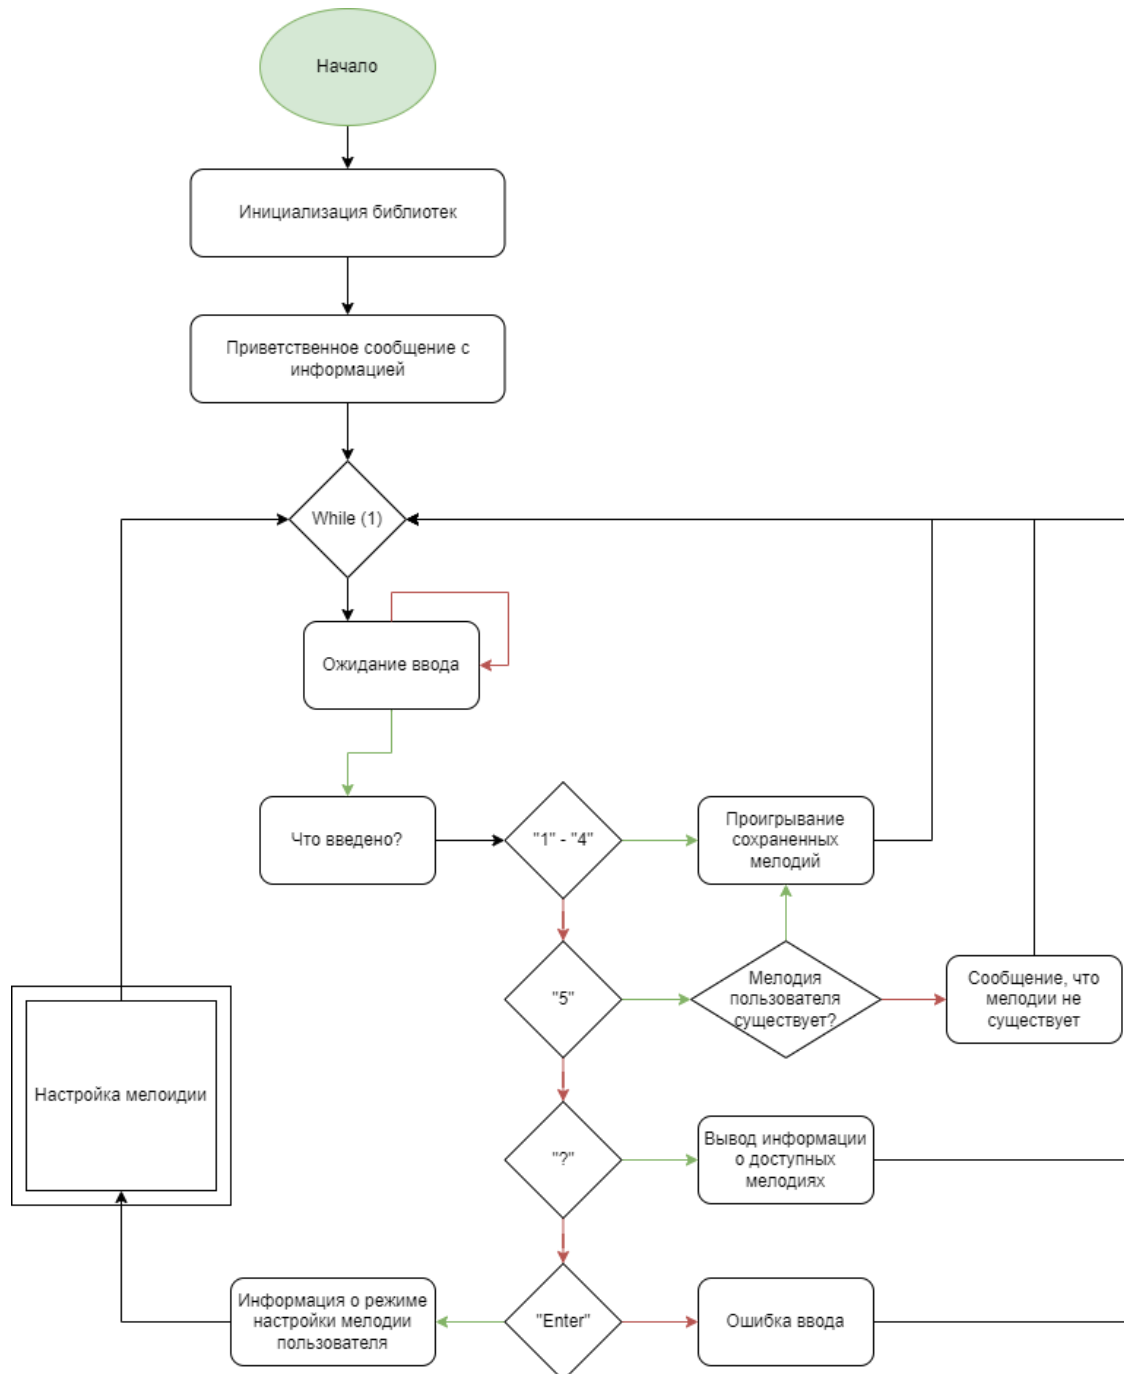 Начало
Инициализация библиотек
Приветственное сообщение с
информацией
While (1)
Ожидание ввода
Что введено?
"1" - "4"
Проигрывание
сохраненных
мелодий
"5"
Мелодия
пользователя
существует?
Сообщение, что
мелодии не
существует
Настройка мелоидии
"?"
Вывод информации
о доступных
мелодиях
Информация о режиме
настройки мелодии
пользователя
"Enter"
Ошибка ввода